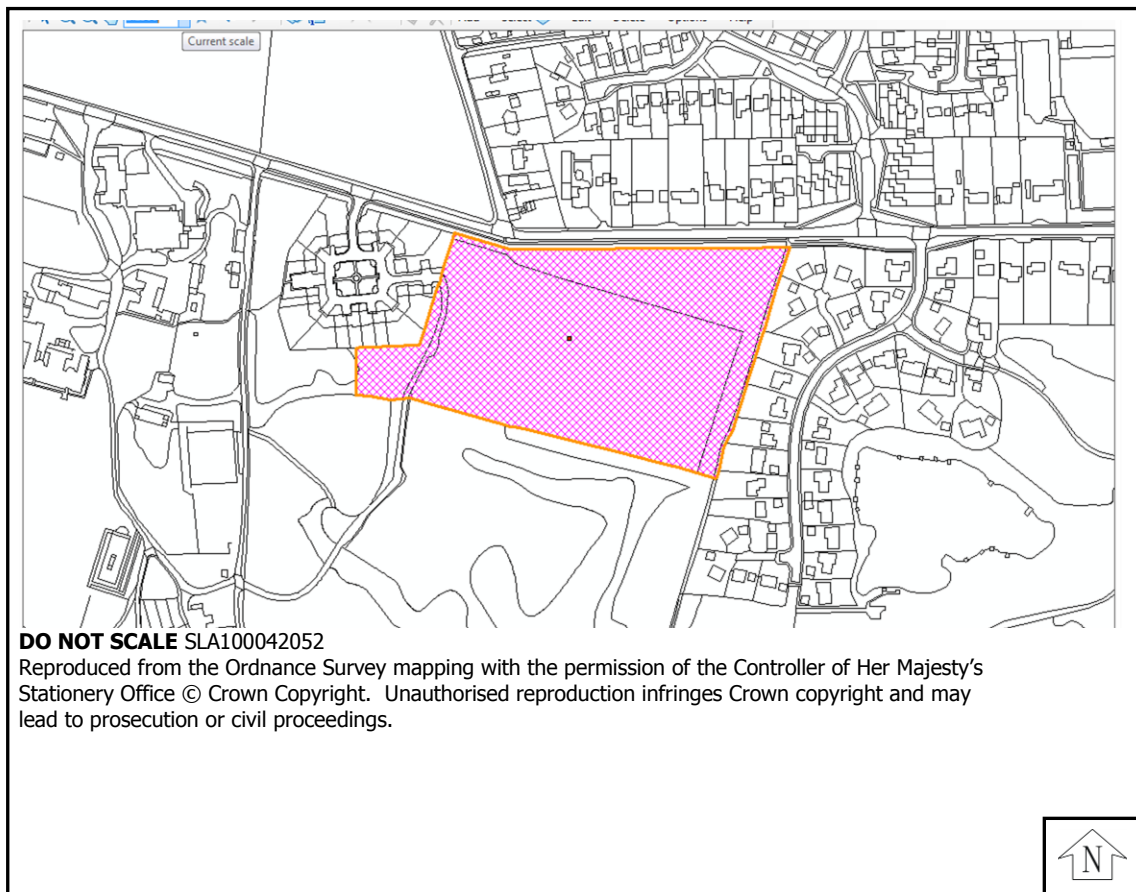 Current scale
DO NOT SCALE SLA100042052
Reproduced from the Ordnance Survey mapping with the permission of the Controller of Her Majesty’s
Stationery Office © Crown Copyright.  Unauthorised reproduction infringes Crown copyright and may
lead to prosecution or civil proceedings.
N